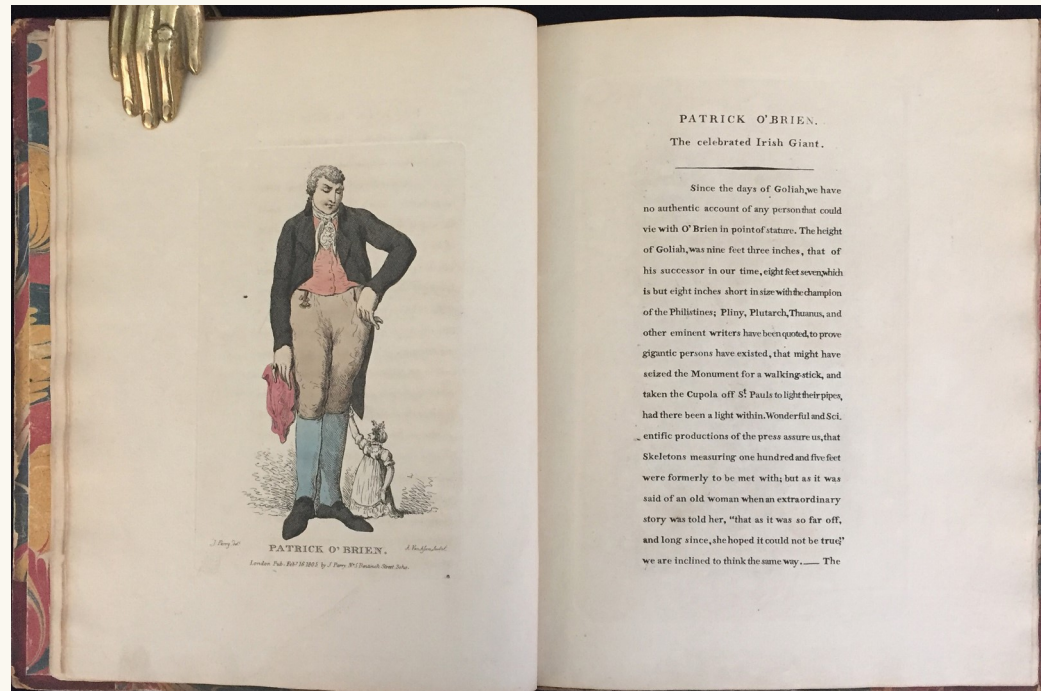 J. Parry
PATRICK O' BRIEN.
London Pub. Feb.y 18 1803 by J Parry
PATRICK O' BRIEN.
The celebrated Irish Giant.
Since the days of Goliah, we have
no authentic account of any person that could
vie with O' Brien in point of stature. The height
of Goliah, was nine feet three inches, that of
his successor in our time, eight feet seven, which
is but eight inches short in size with the champion
of the Philistines; Pliny, Plutarch, Thuanus, and
other eminent writers have been quoted, to prove
gigantic persons have existed, that might have
seized the Monument for a walking-stick, and
taken the Cupola off St. Pauls to light their pipes,
had there been a light within. Wonderful and Sci.
entific productions of the press assure us, that
Skeletons measuring one hundred and five feet
were formerly to be met with; but as it was
said of an old woman when an extraordinary
story was told her, "that as it was so far off,
and long since, she hoped it could not be true;"
we are inclined to think the same way. — The